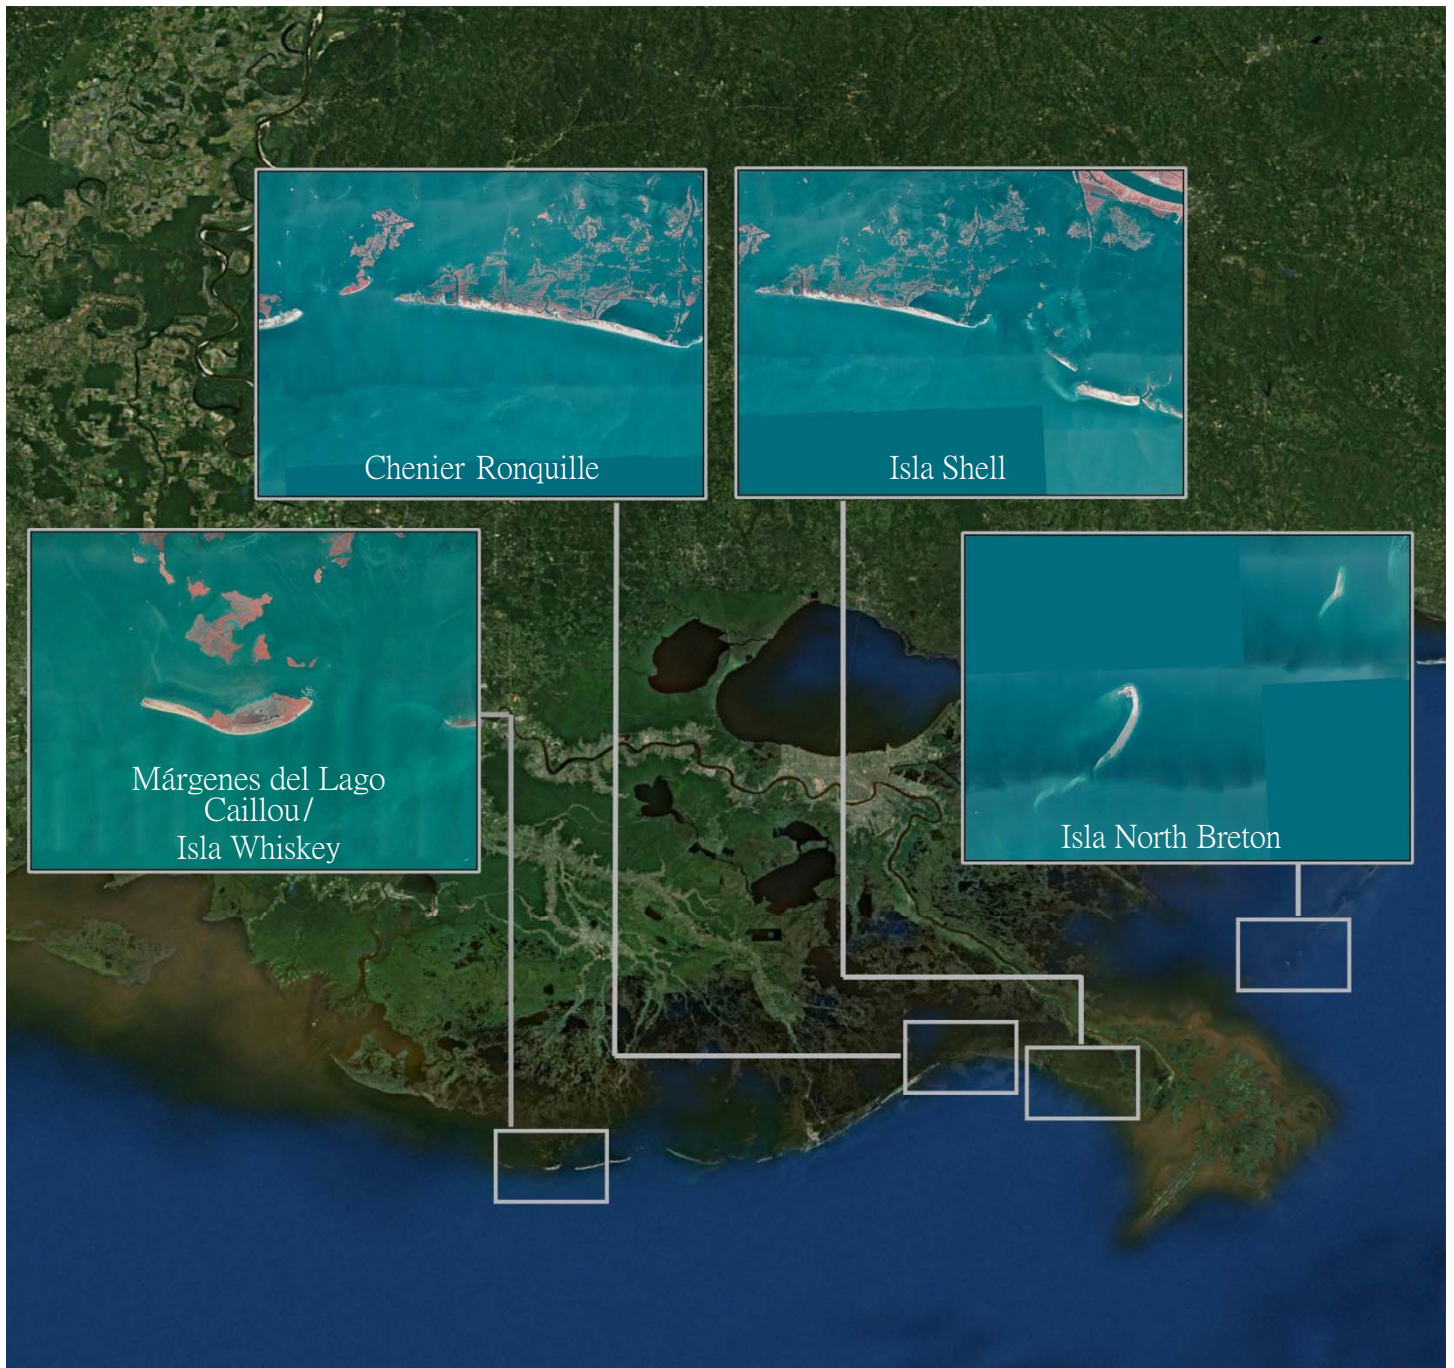 Chenier Ronquille
Isla Shell
Márgenes del Lago
Caillou/
Isla Whiskey
Isla North Breton